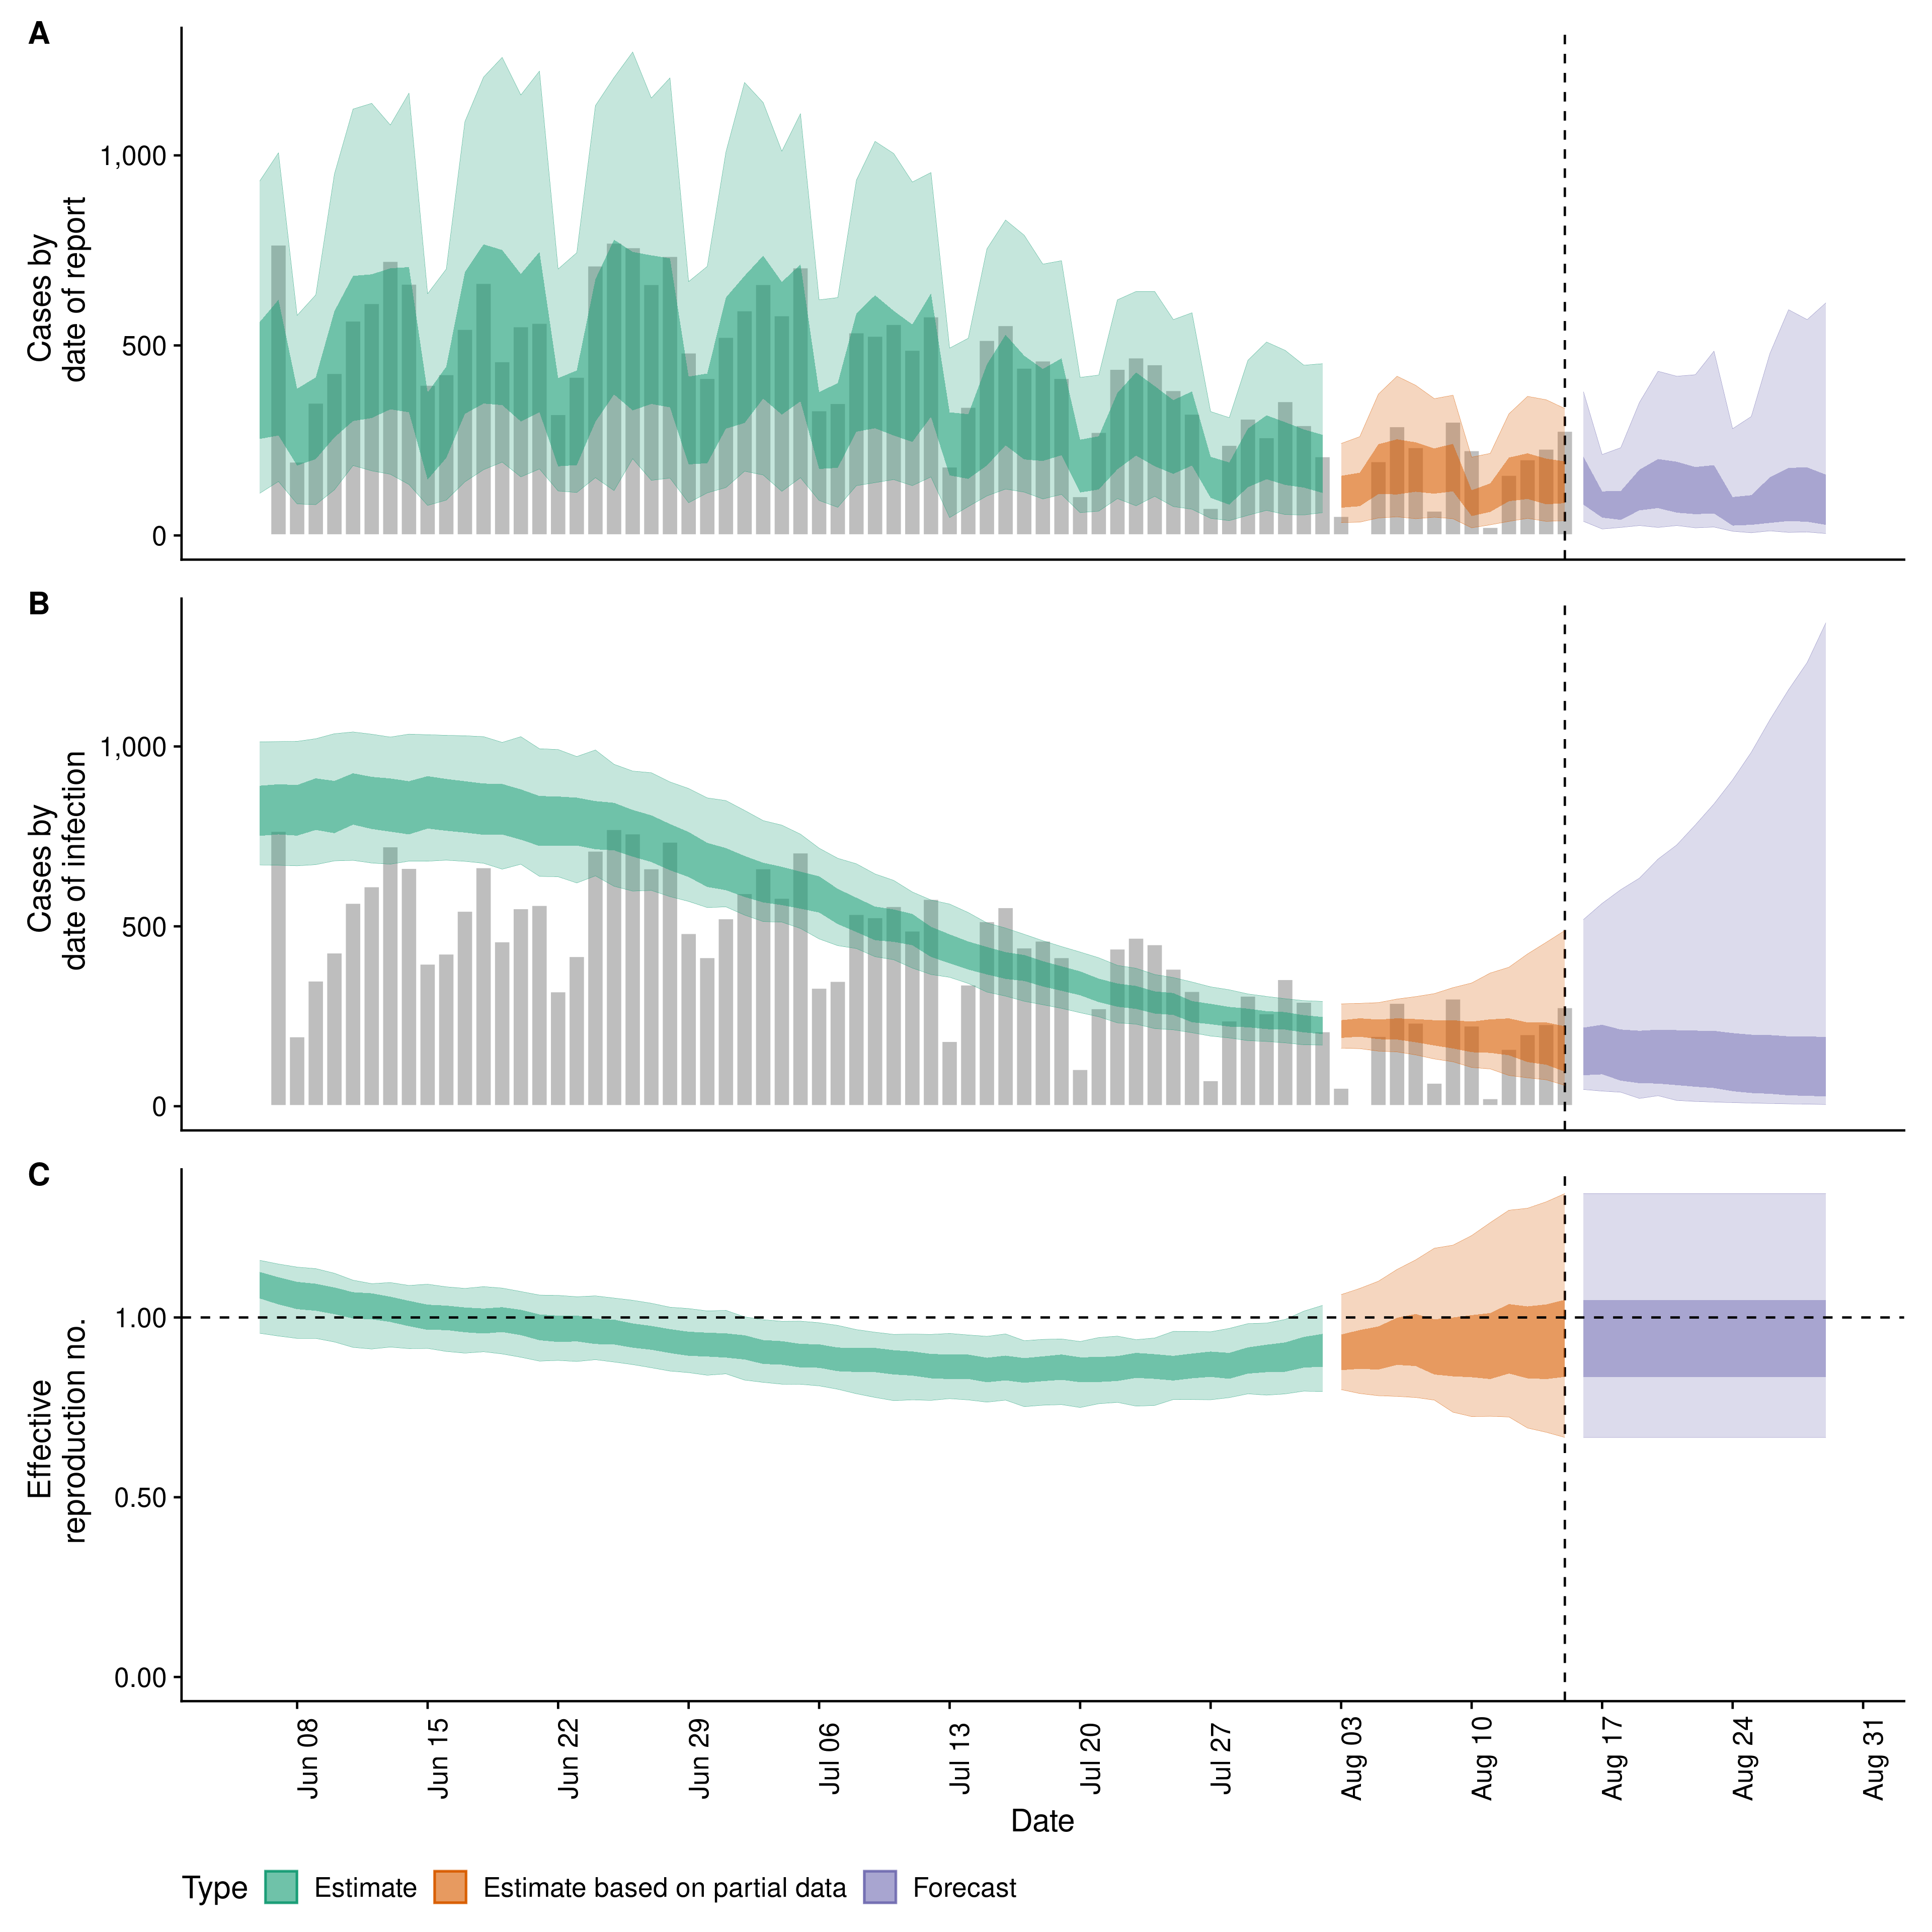 A
Cases by
date of report
1,000
500
0
B
Cases by
date of infection
1,000
500
0
C
Effective
reproduction no.
1.00
0.50
0.00
Jun 08
Jun 15
Jun 22
Jun 29
Jul 06
Jul 13
Jul 20
Jul 27
Aug 03
Aug 10
Aug 17
Aug 24
Aug 31
Date
Type Estimate Estimate based on partial data Forecast